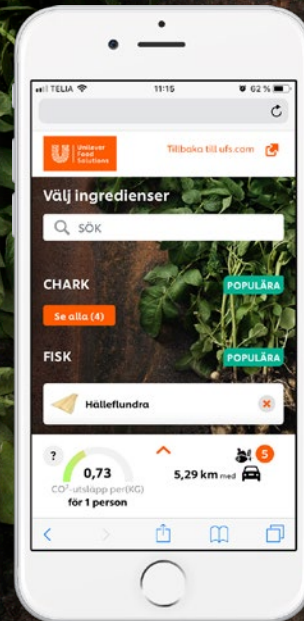 TELIA
11:15
62 %
Unilever
Food
Solutions
Tillbaka till ufs.com
Välj ingredienser
SÖK
CHARK
POPULÄRA
Se alla (4)
FISK
POPULÄRA
Hälleflundra
?
5
0,73
5,29 km med
CO²-utsläpp per(KG)
för 1 person